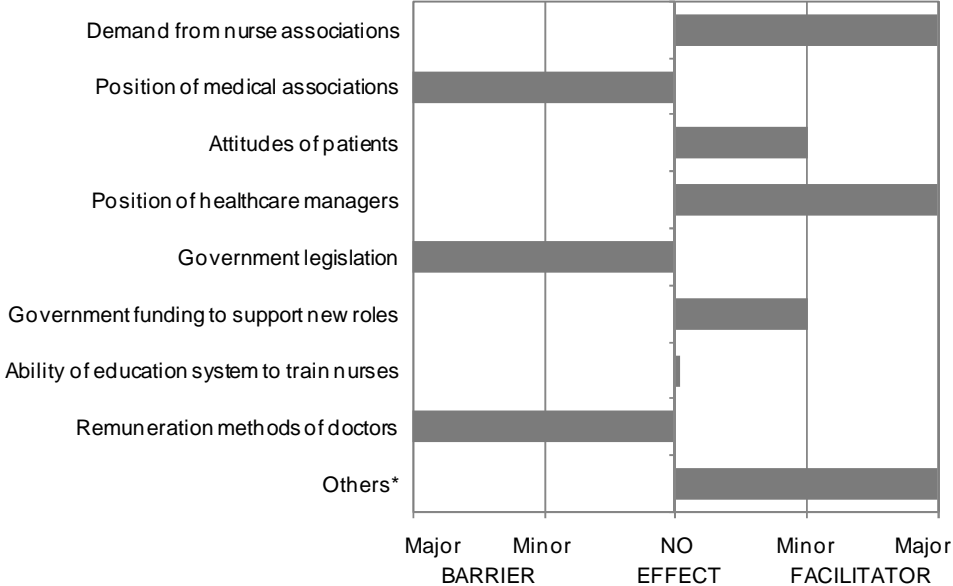 Demand from nurse associations
Position of medical associations
Attitudes of patients
Position of healthcare managers
Government legislation
Government funding to support new roles
Ability of education system to train nurses
Remuneration methods of doctors
Others*
Major Minor NO Minor Major
BARRIER EFFECT FACILITATOR